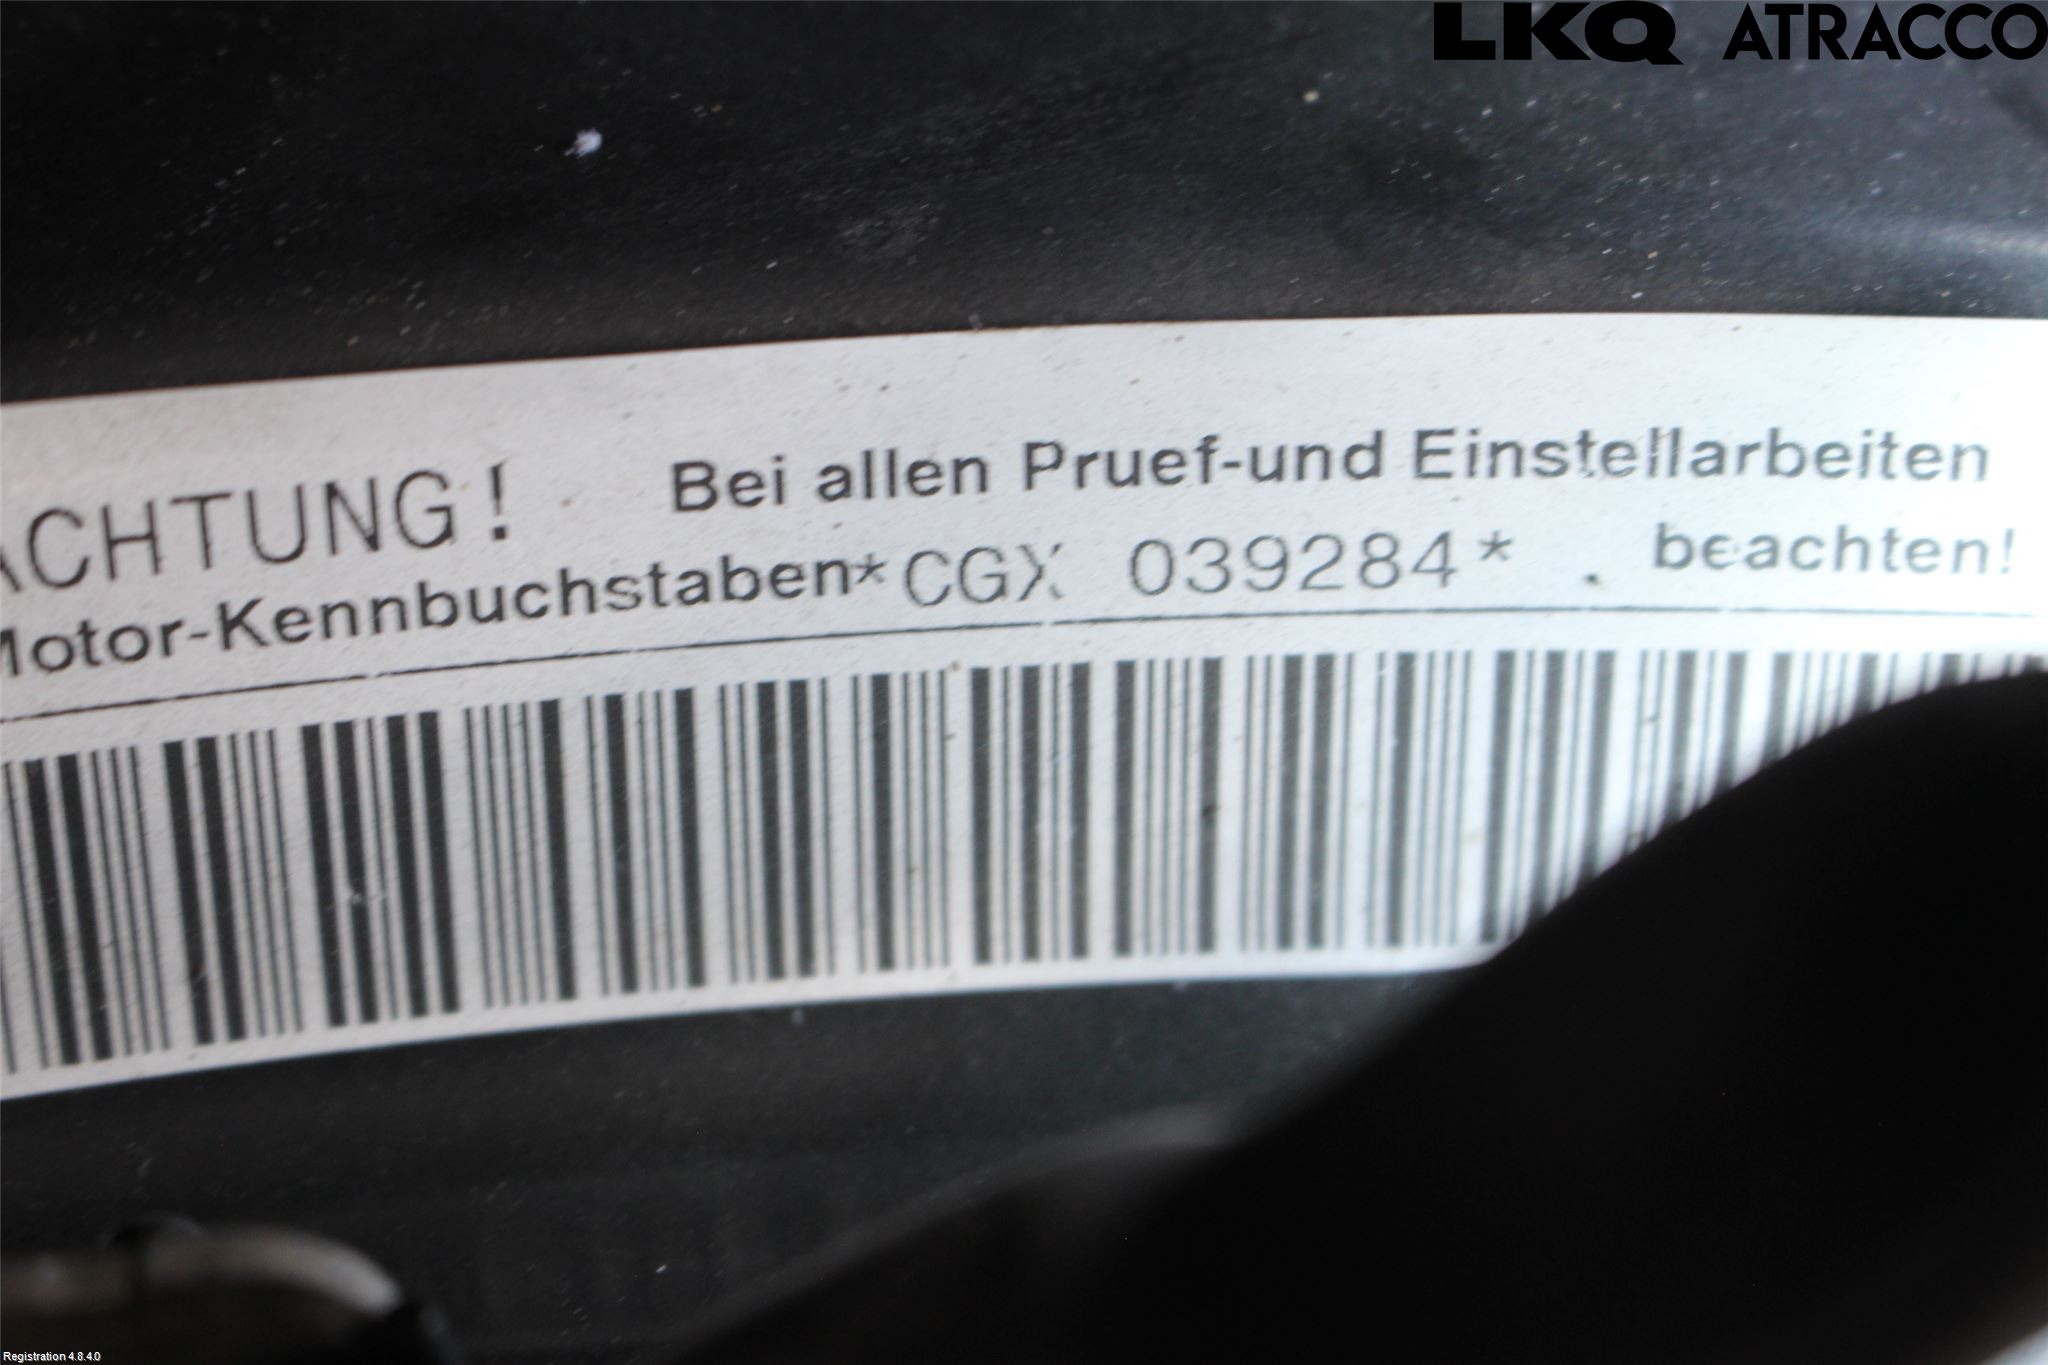 LKQ ATRACCO
ACHTUNG! Bei allen Pruef-und Einstellarbeiten
Motor-Kennbuchstaben*CGX 039284* . beachten!
Registration 4.8.4.0